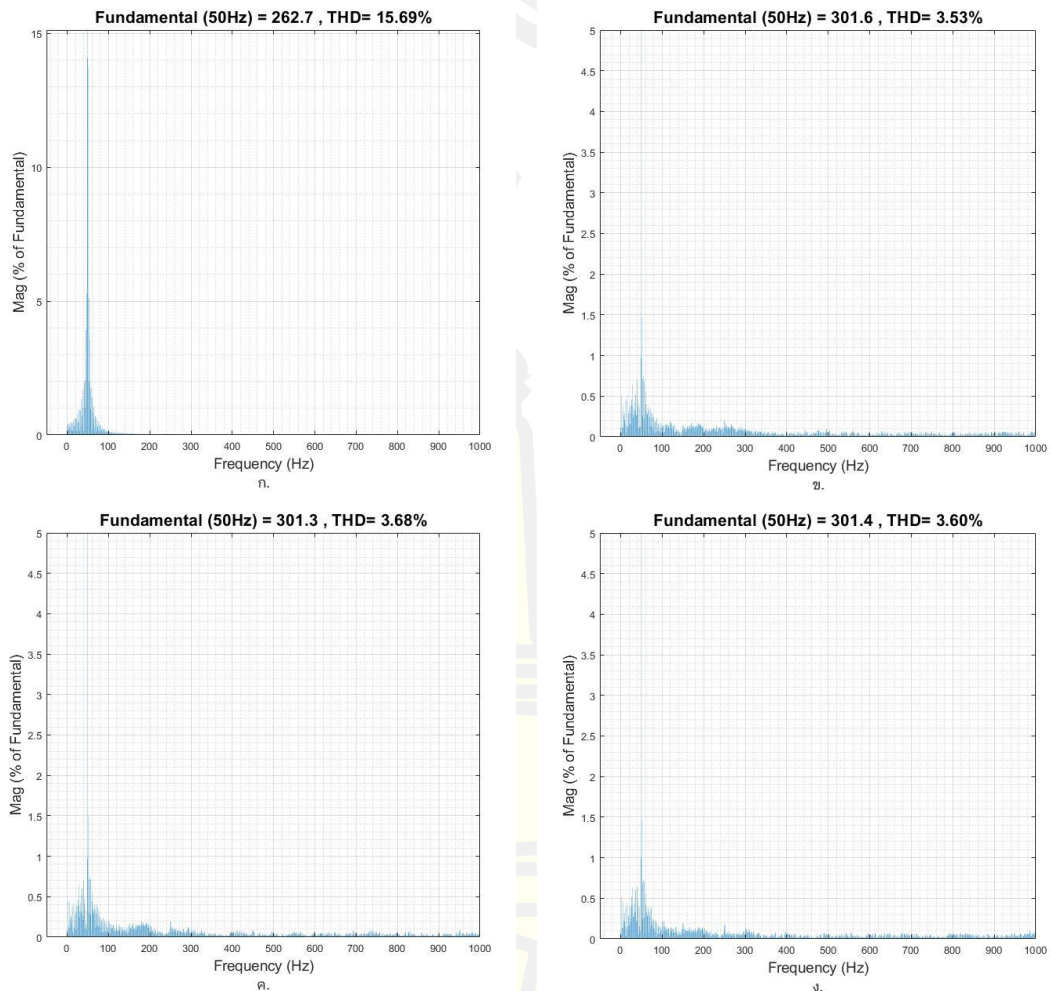 Fundamental (50Hz) = 262.7 , THD= 15.69%
15
10
5
0
Mag (% of Fundamental)
0 100 200 300 400 500 600 700 800 900 1000
Frequency (Hz)
ก.
Fundamental (50Hz) = 301.6 , THD= 3.53%
5
4.5
4
3.5
3
2.5
2
1.5
1
0.5
0
Mag (% of Fundamental)
0 100 200 300 400 500 600 700 800 900 1000
Frequency (Hz)
ข.
Fundamental (50Hz) = 301.3 , THD= 3.68%
5
4.5
4
3.5
3
2.5
2
1.5
1
0.5
0
Mag (% of Fundamental)
0 100 200 300 400 500 600 700 800 900 1000
Frequency (Hz)
ค.
Fundamental (50Hz) = 301.4 , THD= 3.60%
5
4.5
4
3.5
3
2.5
2
1.5
1
0.5
0
Mag (% of Fundamental)
0 100 200 300 400 500 600 700 800 900 1000
Frequency (Hz)
ง.